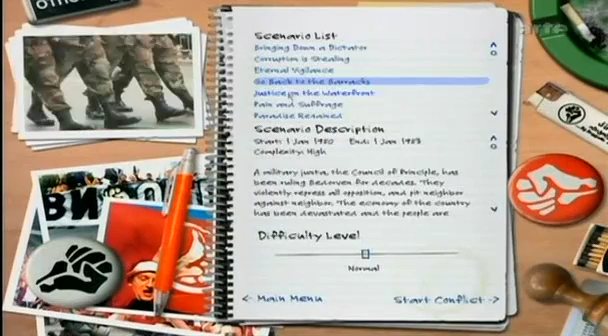 arte
Scenario List
Bringing Down a Dictator
Corruption is Stealing
Eternal Vigilance
Go Back to the Barracks
Justice on the Waterfront
Pain and Suffrage
Paradise Regained
Scenario Description
Start: 1 Jan 1980 End: 1 Jan 1983
Complexity: High
A military junta, the Council of Principle, has
been ruling Bedorven for decades. They
violently repress all opposition, and pit neighbor
against neighbor. The economy of the country
has been devastated and the people are
Difficulty Level
Normal
<- Main Menu
Start Conflict ->